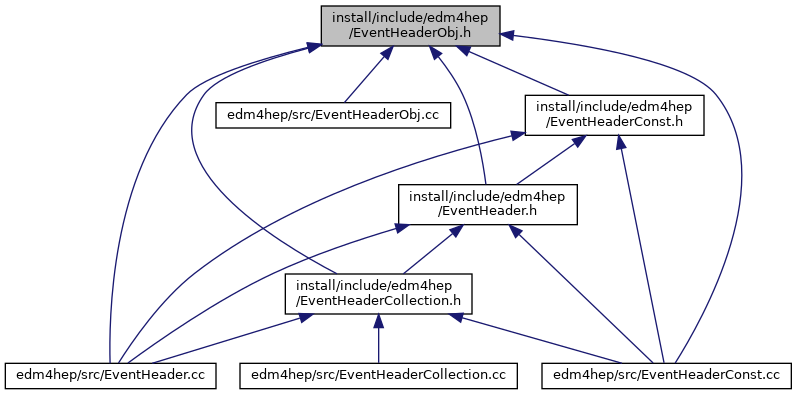 install/include/edm4hep
/EventHeaderObj.h
edm4hep/src/EventHeaderObj.cc
install/include/edm4hep
/EventHeaderConst.h
install/include/edm4hep
/EventHeader.h
install/include/edm4hep
/EventHeaderCollection.h
edm4hep/src/EventHeader.cc
edm4hep/src/EventHeaderCollection.cc
edm4hep/src/EventHeaderConst.cc